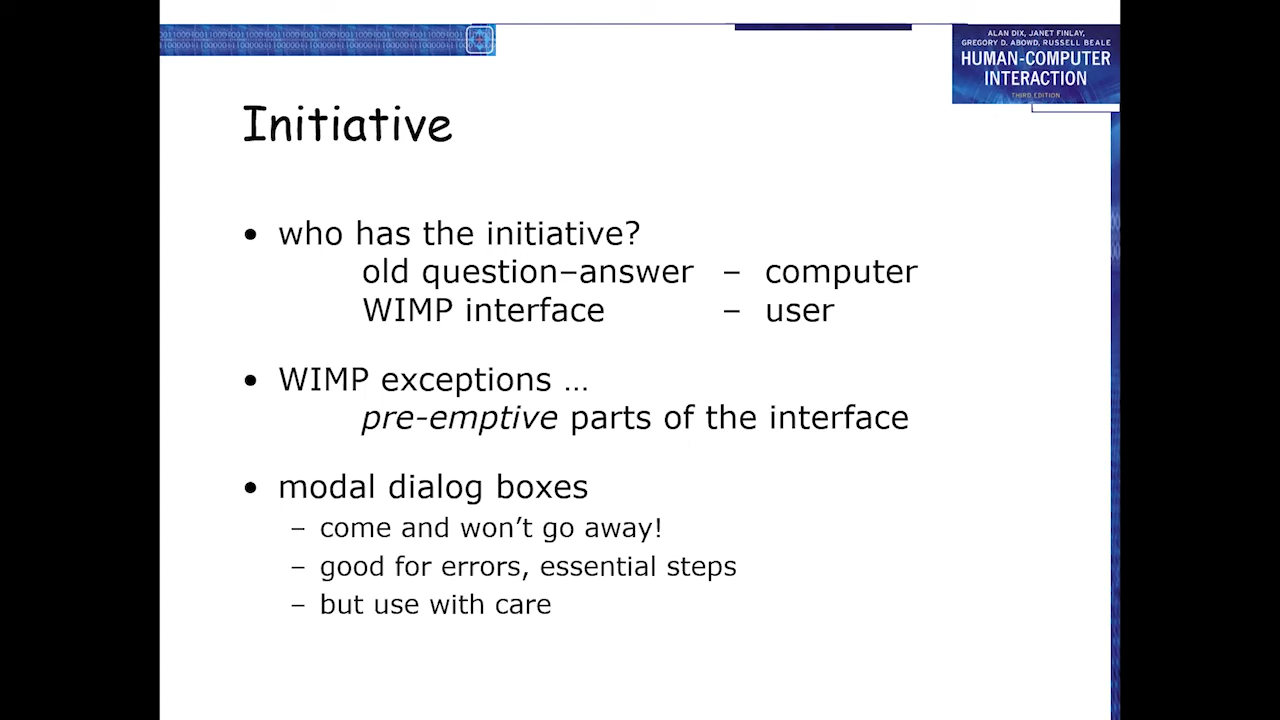 ALAN DIX, JANET FINLAY,
GREGORY D. ABOWD, RUSSELL BEALE
HUMAN-COMPUTER
INTERACTION
THIRD EDITION
Initiative
• who has the initiative?
old question–answer – computer
WIMP interface – user
• WIMP exceptions …
pre-emptive parts of the interface
• modal dialog boxes
– come and won’t go away!
– good for errors, essential steps
– but use with care